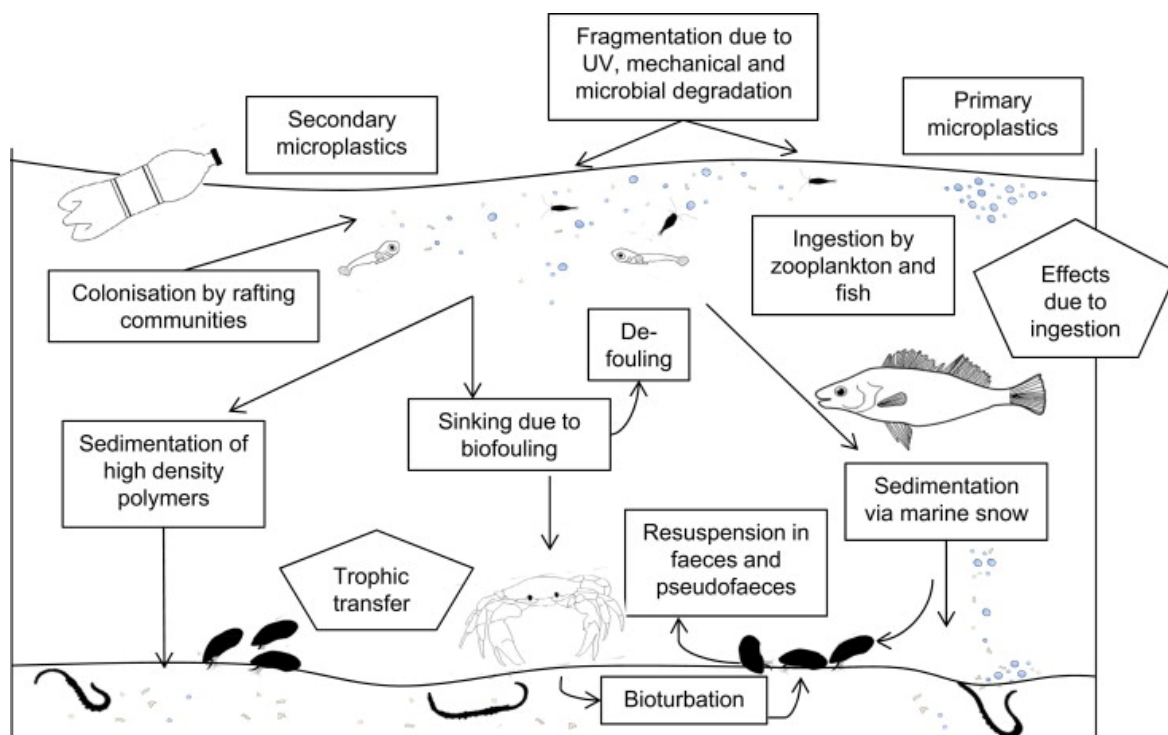 Fragmentation due to
UV, mechanical and
microbial degradation
Secondary
microplastics
Primary
microplastics
Colonisation by rafting
communities
Ingestion by
zooplankton and
fish
Effects
due to
ingestion
De-
fouling
Sinking due to
biofouling
Sedimentation of
high density
polymers
Sedimentation
via marine snow
Trophic
transfer
Resuspension in
faeces and
pseudofaeces
Bioturbation